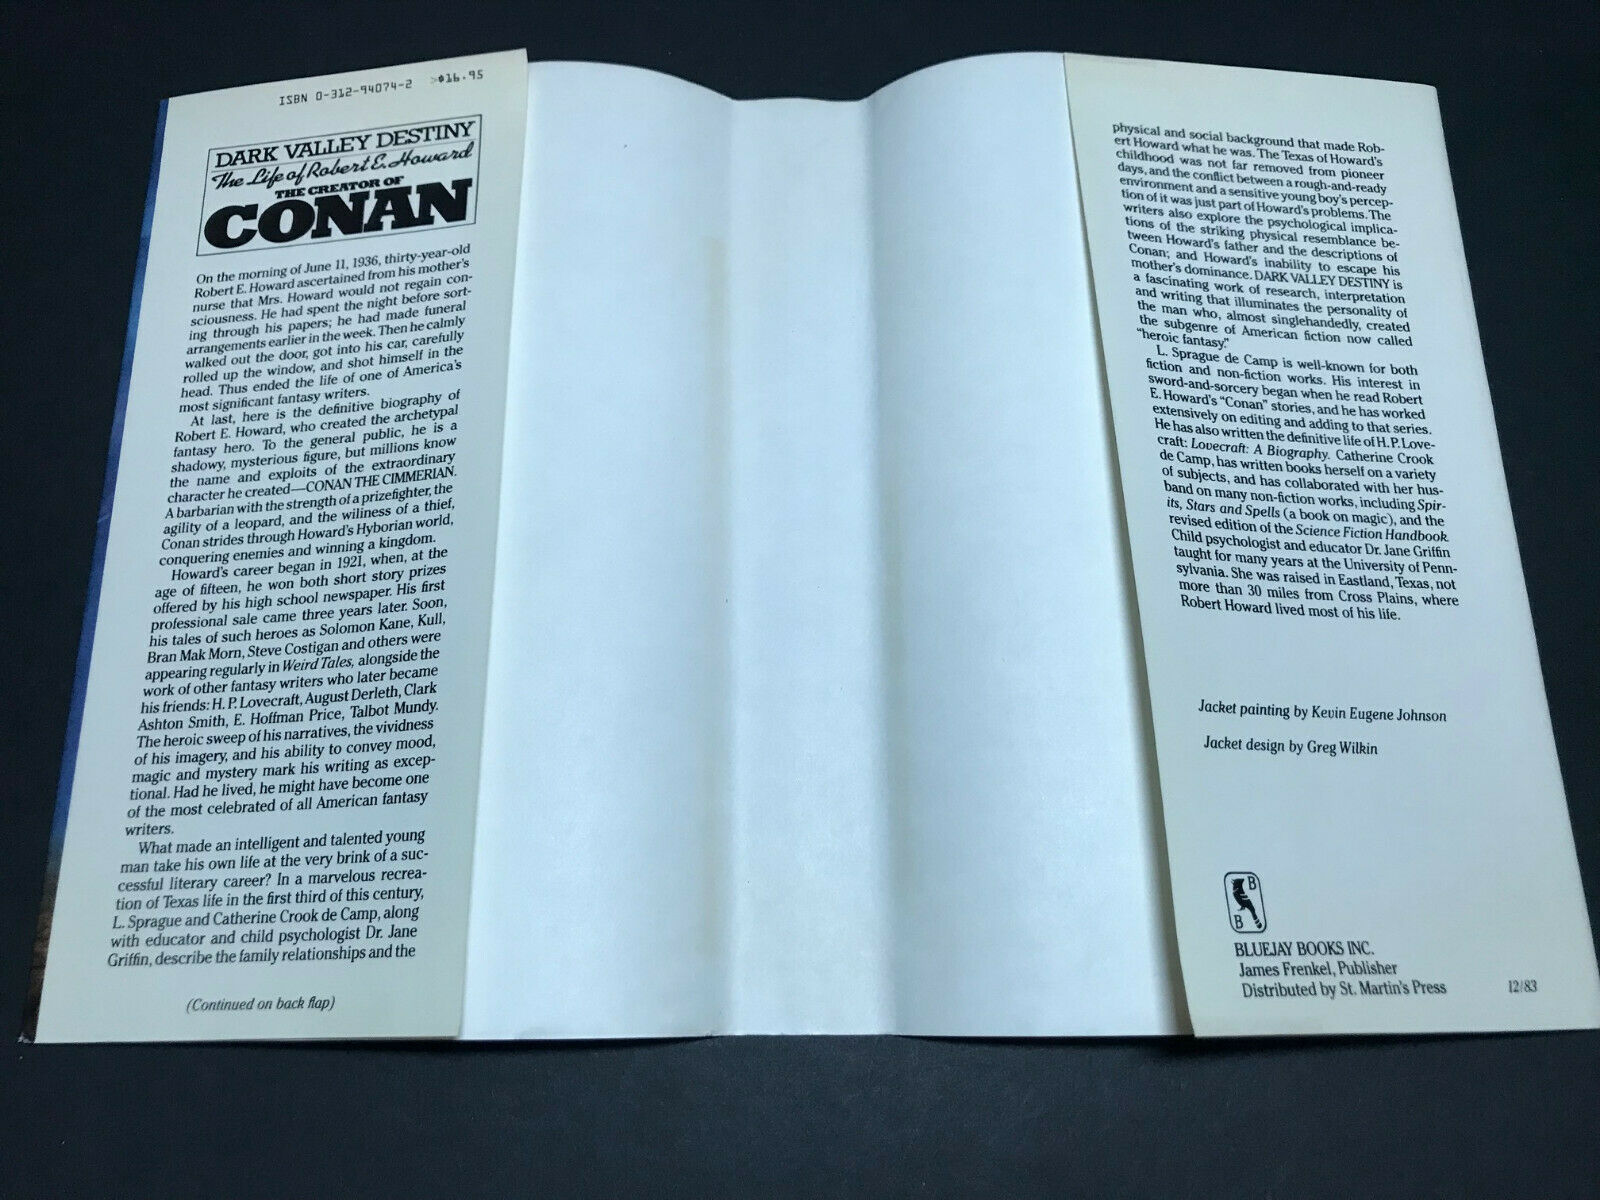 ISBN 0-312-94074-2 >$16.95
DARK VALLEY DESTINY
The Life of Robert E. Howard
THE CREATOR OF
CONAN
On the morning of June 11, 1936, thirty-year-old
Robert E. Howard ascertained from his mother's
nurse that Mrs. Howard would not regain con-
sciousness. He had spent the night before sort-
ing through his papers; he had made funeral
arrangements earlier in the week. Then he calmly
walked out the door, got into his car, carefully
rolled up the window, and shot himself in the
head. Thus ended the life of one of America's
most significant fantasy writers.
At last, here is the definitive biography of
Robert E. Howard, who created the archetypal
fantasy hero. To the general public, he is a
shadowy, mysterious figure, but millions know
the name and exploits of the extraordinary
character he created—CONAN THE CIMMERIAN.
A barbarian with the strength of a prizefighter, the
agility of a leopard, and the wiliness of a thief,
Conan strides through Howard's Hyborian world,
conquering enemies and winning a kingdom.
Howard's career began in 1921, when, at the
age of fifteen, he won both short story prizes
offered by his high school newspaper. His first
professional sale came three years later. Soon,
his tales of such heroes as Solomon Kane, Kull,
Bran Mak Morn, Steve Costigan and others were
appearing regularly in Weird Tales, alongside the
work of other fantasy writers who later became
his friends: H. P. Lovecraft, August Derleth, Clark
Ashton Smith, E. Hoffman Price, Talbot Mundy.
The heroic sweep of his narratives, the vividness
of his imagery, and his ability to convey mood,
magic and mystery mark his writing as excep-
tional. Had he lived, he might have become one
of the most celebrated of all American fantasy
writers.
What made an intelligent and talented young
man take his own life at the very brink of a suc-
cessful literary career? In a marvelous recrea-
tion of Texas life in the first third of this century,
L. Sprague and Catherine Crook de Camp, along
with educator and child psychologist Dr. Jane
Griffin, describe the family relationships and the
(Continued on back flap)
physical and social background that made Rob-
ert Howard what he was. The Texas of Howard's
childhood was not far removed from pioneer
days, and the conflict between a rough-and-ready
environment and a sensitive young boy's percep-
tion of it was just part of Howard's problems. The
writers also explore the psychological implica-
tions of the striking physical resemblance be-
tween Howard's father and the descriptions of
Conan; and Howard's inability to escape his
mother's dominance. DARK VALLEY DESTINY is
a fascinating work of research, interpretation
and writing that illuminates the personality of
the man who, almost singlehandedly, created
the subgenre of American fiction now called
"heroic fantasy."
L. Sprague de Camp is well-known for both
fiction and non-fiction works. His interest in
sword-and-sorcery began when he read Robert
E. Howard's "Conan" stories, and he has worked
extensively on editing and adding to that series.
He has also written the definitive life of H. P. Love-
craft: Lovecraft: A Biography. Catherine Crook
de Camp, has written books herself on a variety
of subjects, and has collaborated with her hus-
band on many non-fiction works, including Spir-
its, Stars and Spells (a book on magic), and the
revised edition of the Science Fiction Handbook.
Child psychologist and educator Dr. Jane Griffin
taught for many years at the University of Penn-
sylvania. She was raised in Eastland, Texas, not
more than 30 miles from Cross Plains, where
Robert Howard lived most of his life.
Jacket painting by Kevin Eugene Johnson
Jacket design by Greg Wilkin
B
B
BLUEJAY BOOKS INC.
James Frenkel, Publisher
Distributed by St. Martin's Press 12/83